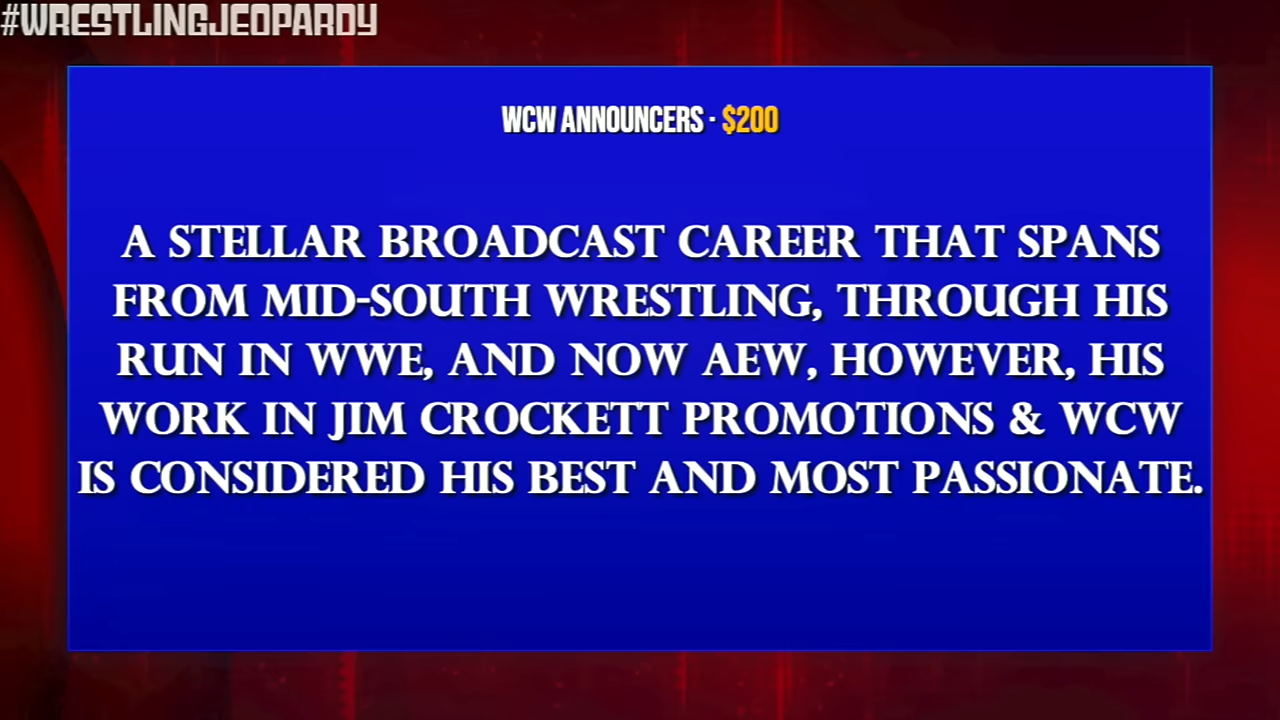 #WRESTLINGJEOPARDY
WCW ANNOUNCERS · $200
A STELLAR BROADCAST CAREER THAT SPANS
FROM MID-SOUTH WRESTLING, THROUGH HIS
RUN IN WWE, AND NOW AEW, HOWEVER, HIS
WORK IN JIM CROCKETT PROMOTIONS & WCW
IS CONSIDERED HIS BEST AND MOST PASSIONATE.